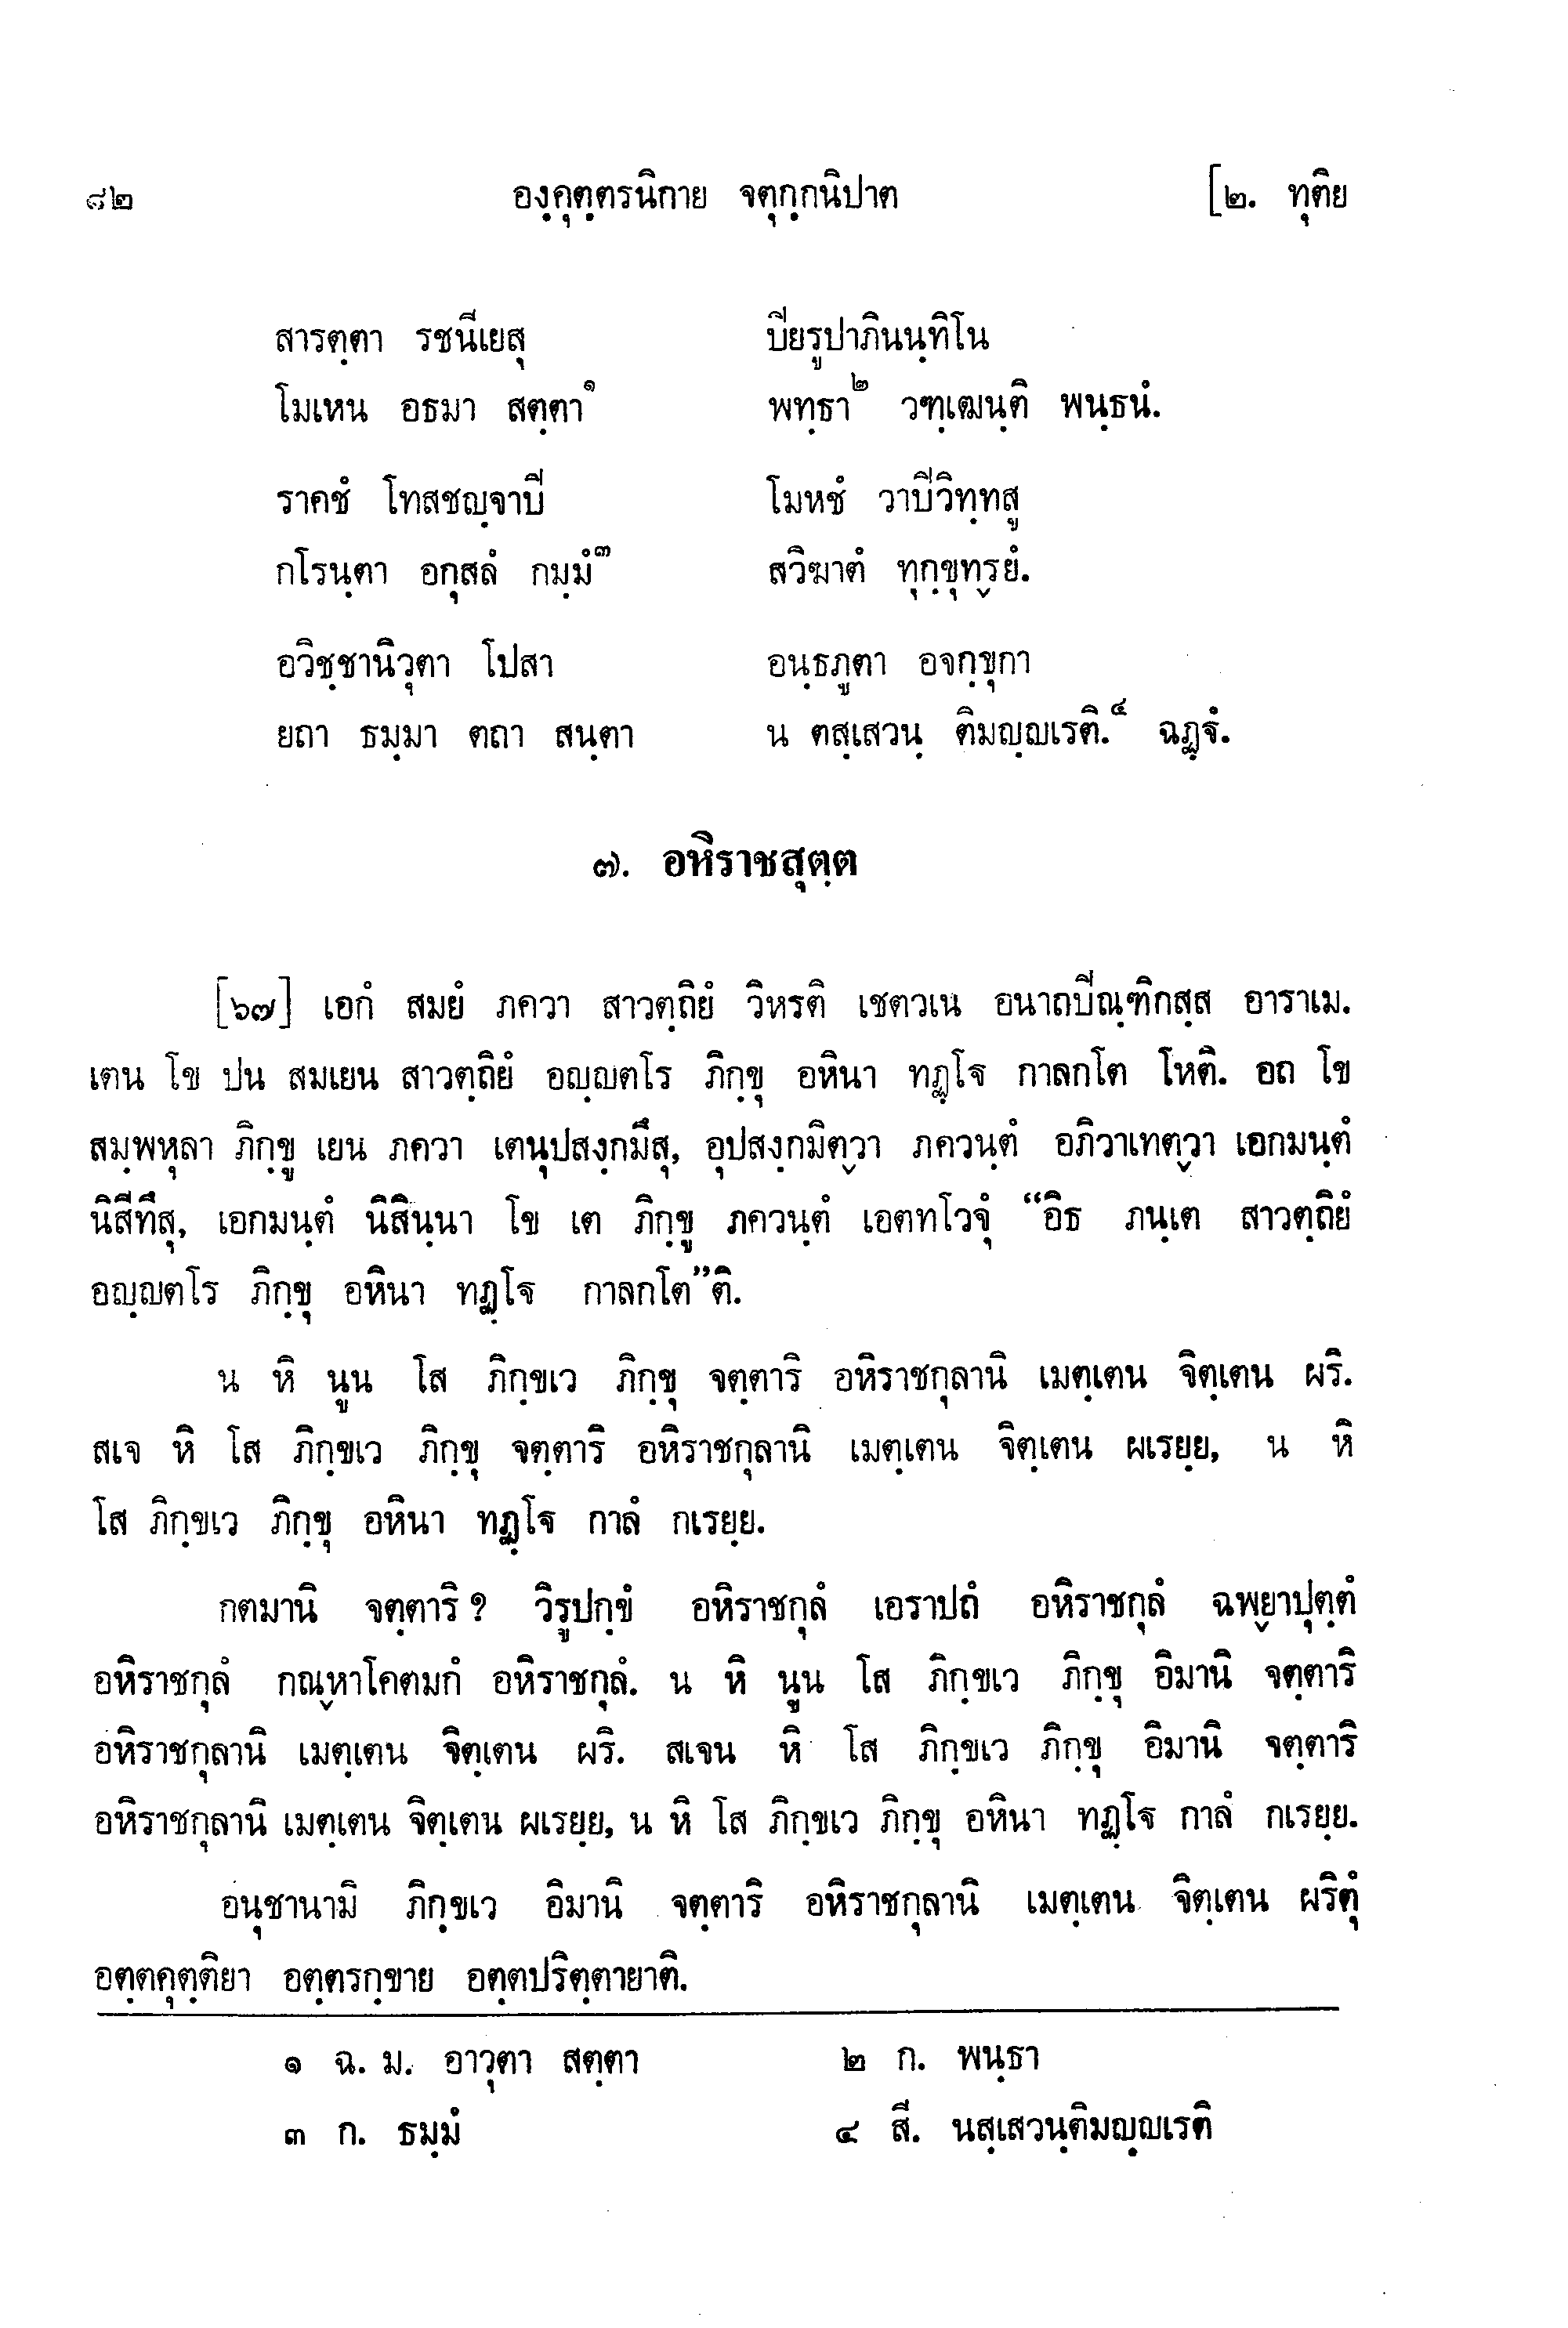 ๘๒ องฺคุตฺตรนิกาย จตุกฺกนิปาต [๒. ทุติย
สารตฺตา รชนีเยสุ ปิยรูปาภินนฺทิโน
โมเหน อธมา สตฺตา๑ พทฺธา๒ วฑฺเฒนฺติ พนฺธนํ.
ราคชํ โทสชญฺจาปิ โมหชํ วาปิวิทฺทสู
กโรนฺตา อกุสลํ กมฺมํ๓ สวิฆาตํ ทุกฺขุทฺรยํ.
อวิชฺชานิวุตา โปสา อนฺธภูตา อจกฺขุกา
ยถา ธมฺมา ตถา สนฺตา น ตสฺเสวนฺ ติมญฺญเรติ.๔ ฉฏฺฐํ.
๗. อหิราชสุตฺต
[๖๗] เอกํ สมยํ ภควา สาวตฺถิยํ วิหรติ เชตวเน อนาถปิณฺฑิกสฺส อาราเม.
เตน โข ปน สมเยน สาวตฺถิยํ อญฺญตโร ภิกฺขุ อหินา ทฏฺโฐ กาลกโต โหติ. อถ โข
สมฺพหุลา ภิกฺขู เยน ภควา เตนุปสงฺกมึสุ, อุปสงฺกมิตฺวา ภควนฺตํ อภิวาเทตฺวา เอกมนฺตํ
นิสีทึสุ, เอกมนฺตํ นิสินฺนา โข เต ภิกฺขู ภควนฺตํ เอตทโวจุํ “อิธ ภนฺเต สาวตฺถิยํ
อญฺญตโร ภิกฺขุ อหินา ทฏฺโฐ กาลกโต”ติ.
น หิ นูน โส ภิกฺขเว ภิกฺขุ จตฺตาริ อหิราชกุลานิ เมตฺเตน จิตฺเตน ผริ.
สเจ หิ โส ภิกฺขเว ภิกฺขุ จตฺตาริ อหิราชกุลานิ เมตฺเตน จิตฺเตน ผเรยฺย, น หิ
โส ภิกฺขเว ภิกฺขุ อหินา ทฏฺโฐ กาลํ กเรยฺย.
กตมานิ จตฺตาริ ? วิรูปกฺขํ อหิราชกุลํ เอราปถํ อหิราชกุลํ ฉพฺยาปุตฺตํ
อหิราชกุลํ กณฺหาโคตมกํ อหิราชกุลํ. น หิ นูน โส ภิกฺขเว ภิกฺขุ อิมานิ จตฺตาริ
อหิราชกุลานิ เมตฺเตน จิตฺเตน ผริ. สเจน หิ โส ภิกฺขเว ภิกฺขุ อิมานิ จตฺตาริ
อหิราชกุลานิ เมตฺเตน จิตฺเตน ผเรยฺย, น หิ โส ภิกฺขเว ภิกฺขุ อหินา ทฏฺโฐ กาลํ กเรยฺย.
อนุชานามิ ภิกฺขเว อิมานิ จตฺตาริ อหิราชกุลานิ เมตฺเตน จิตฺเตน ผริตุํ
อตฺตคุตฺติยา อตฺตรกฺขาย อตฺตปริตฺตายาติ.
๑ ฉ. ม. อาวุตา สตฺตา ๒ ก. พนฺธา
๓ ก. ธมฺมํ ๔ สี. นสฺเสวนฺติมญฺญเรติ